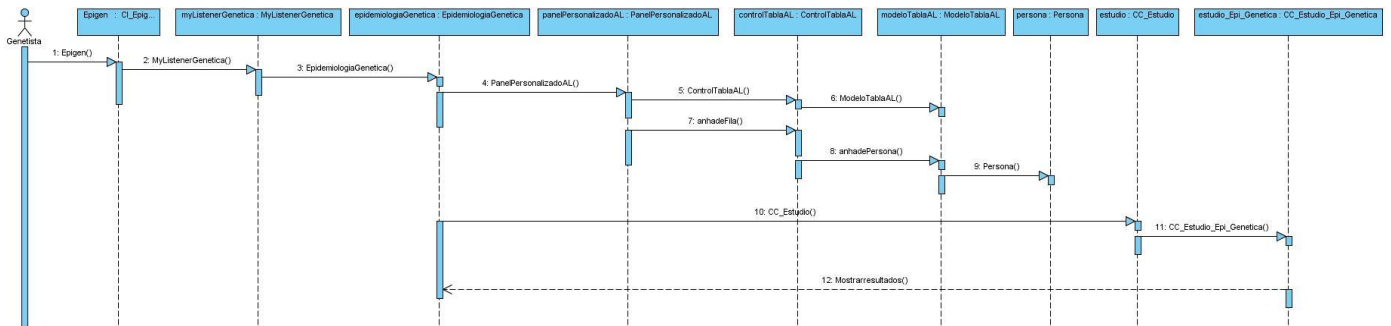 Epigen : CI_Epig...
myListenerGenetica : MyListenerGenetica
epidemiologiaGenetica : EpidemiologiaGenetica
panelPersonalizadoAL : PanelPersonalizadoAL
controlTablaAL : ControlTablaAL
modeloTablaAL : ModeloTablaAL
persona : Persona
estudio : CC_Estudio
estudio_Epi_Genetica : CC_Estudio_Epi_Genetica
Genetista
1: Epigen()
2: MyListenerGenetica()
3: EpidemiologiaGenetica()
4: PanelPersonalizadoAL()
5: ControlTablaAL()
6: ModeloTablaAL()
7: anhadeFila()
8: anhadePersona()
9: Persona()
10: CC_Estudio()
11: CC_Estudio_Epi_Genetica()
12: Mostrarresultados()